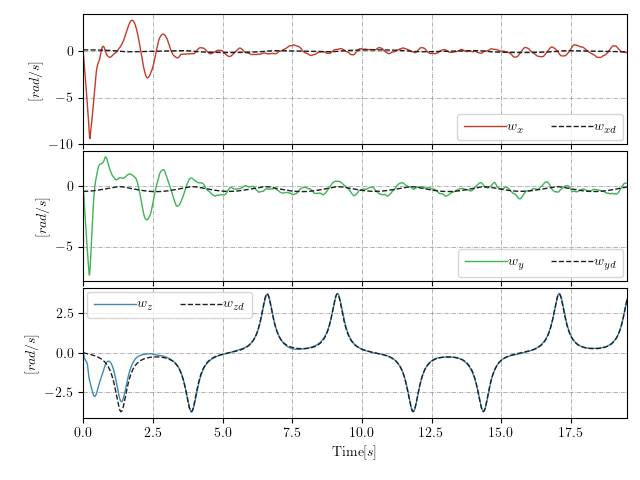 0
−5
−10
[rad/s]
w_x w_xd
0
−5
[rad/s]
w_y w_yd
2.5
0.0
−2.5
[rad/s]
w_z w_zd
0.0 2.5 5.0 7.5 10.0 12.5 15.0 17.5
Time[s]